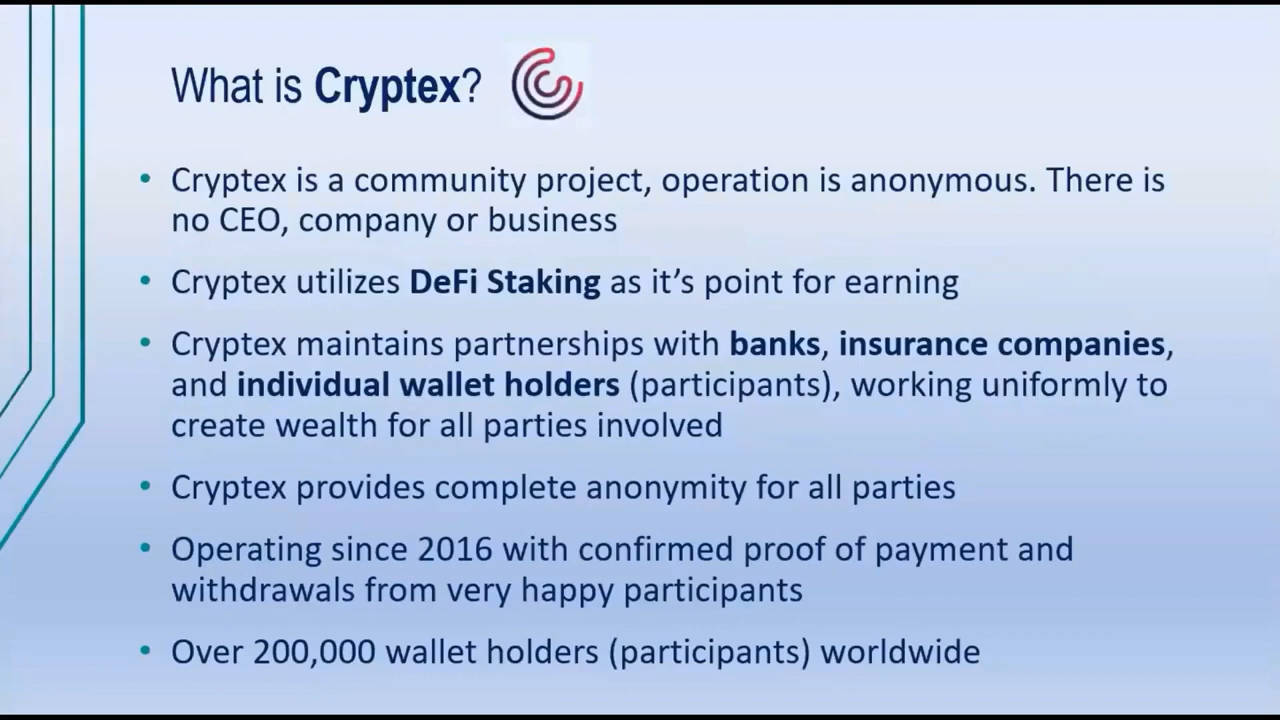 What is Cryptex?
• Cryptex is a community project, operation is anonymous. There is
no CEO, company or business
• Cryptex utilizes DeFi Staking as it’s point for earning
• Cryptex maintains partnerships with banks, insurance companies,
and individual wallet holders (participants), working uniformly to
create wealth for all parties involved
• Cryptex provides complete anonymity for all parties
• Operating since 2016 with confirmed proof of payment and
withdrawals from very happy participants
• Over 200,000 wallet holders (participants) worldwide